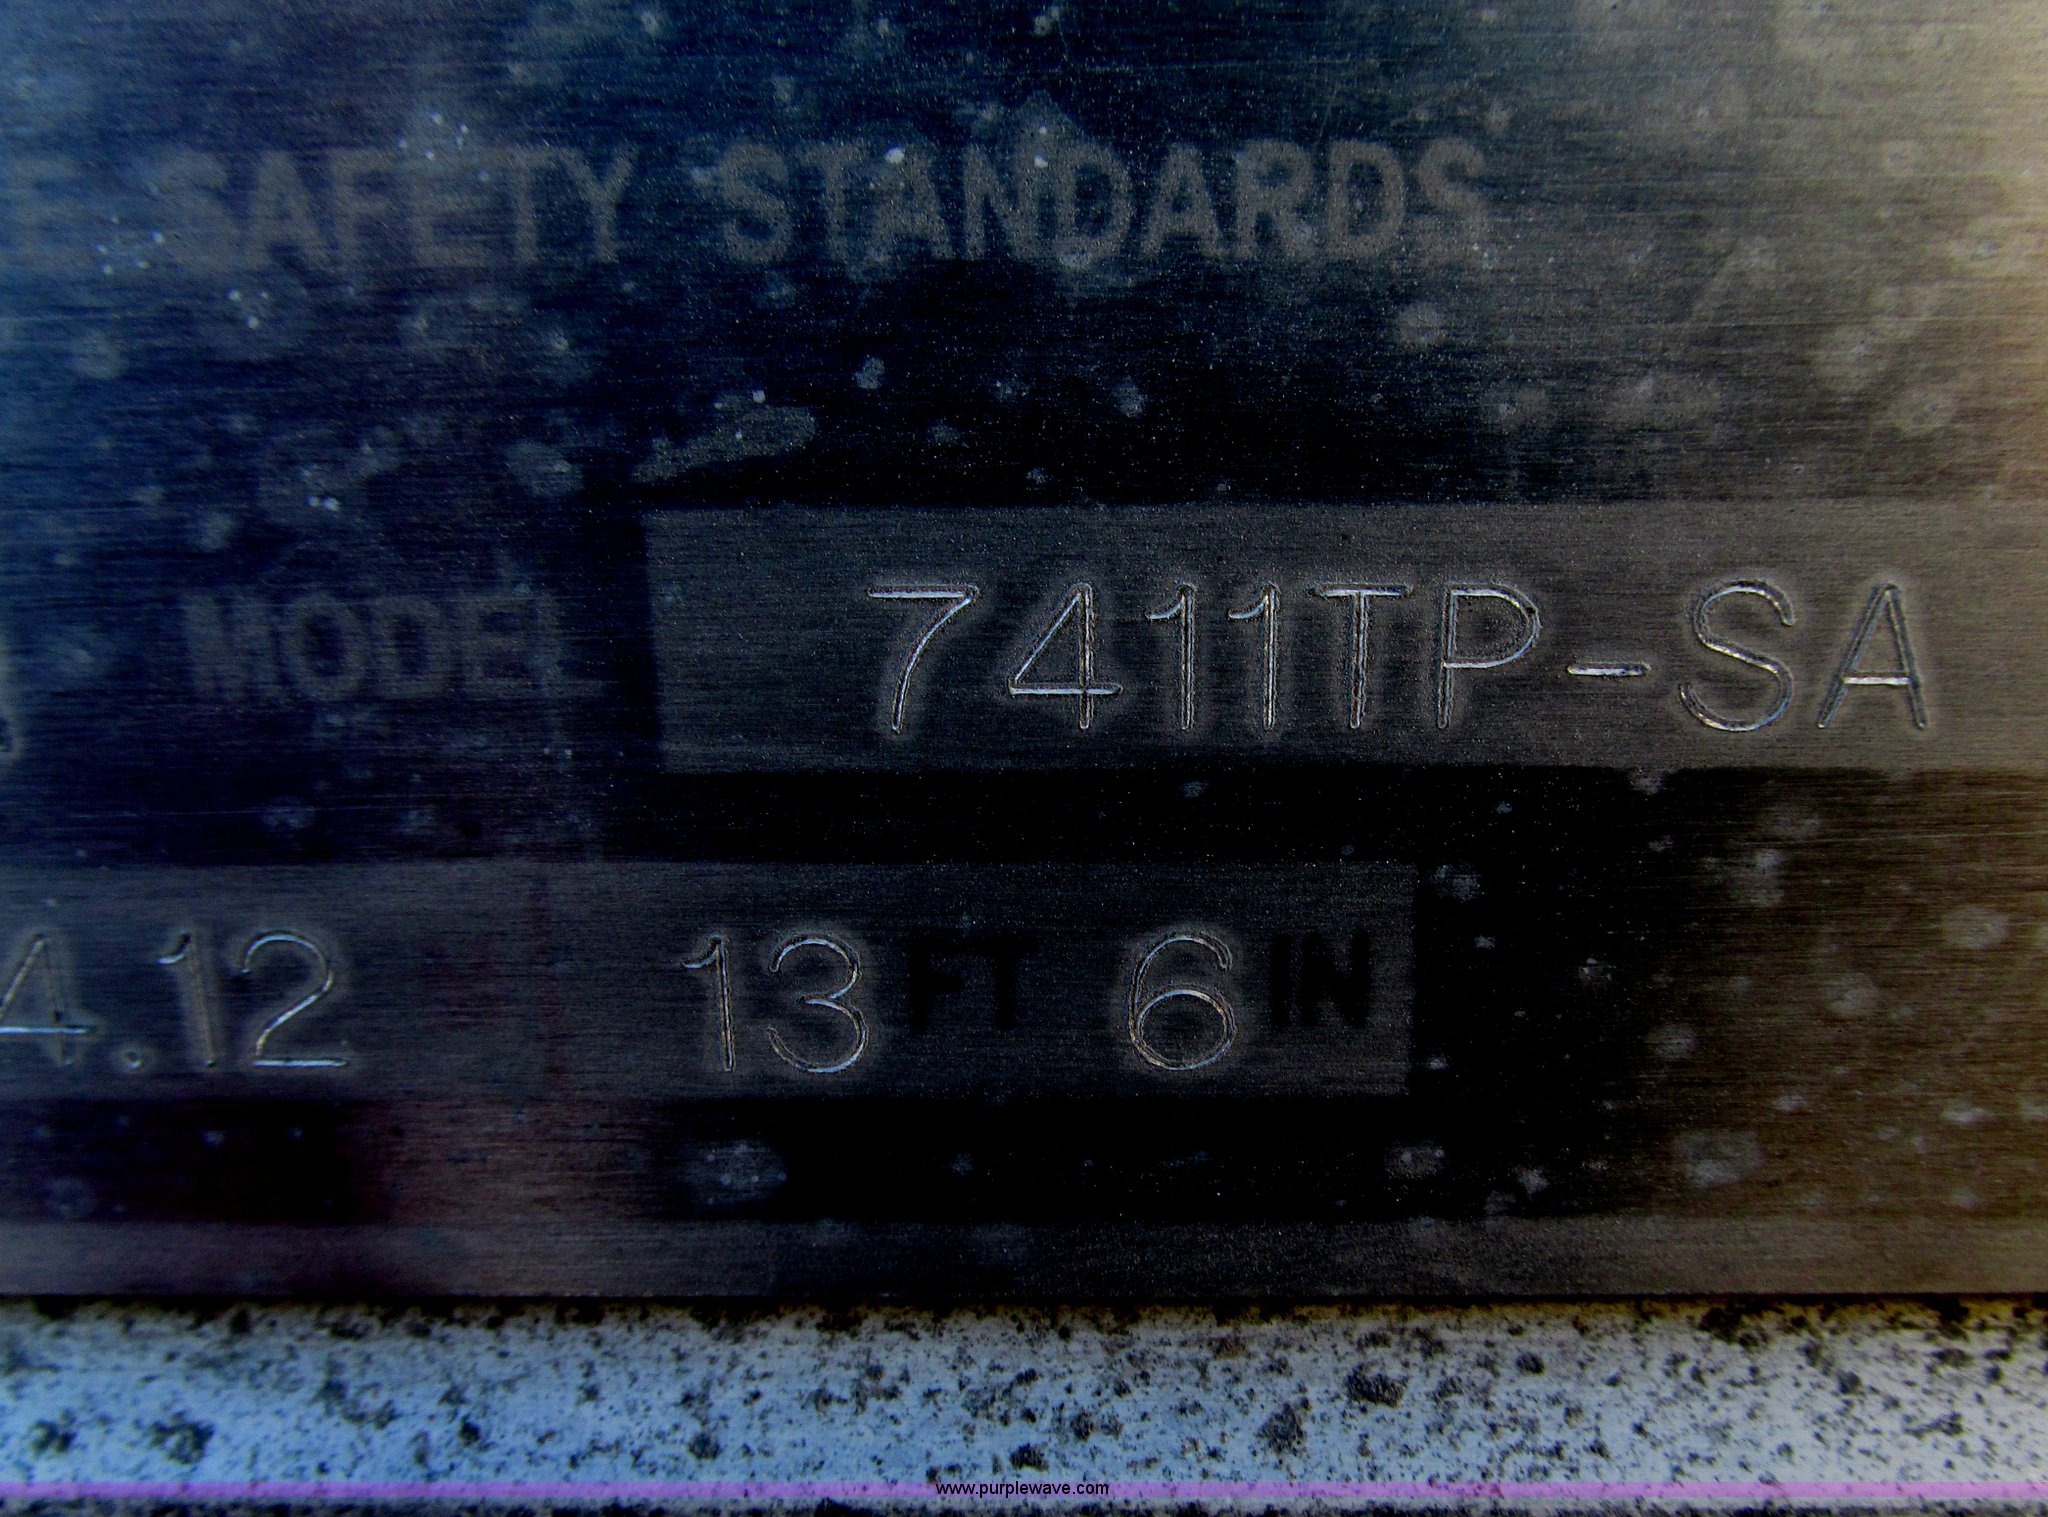 E SAFETY STANDARDS
MODEL 7411TP-SA
4.12 13 FT 6 IN
www.purplewave.com